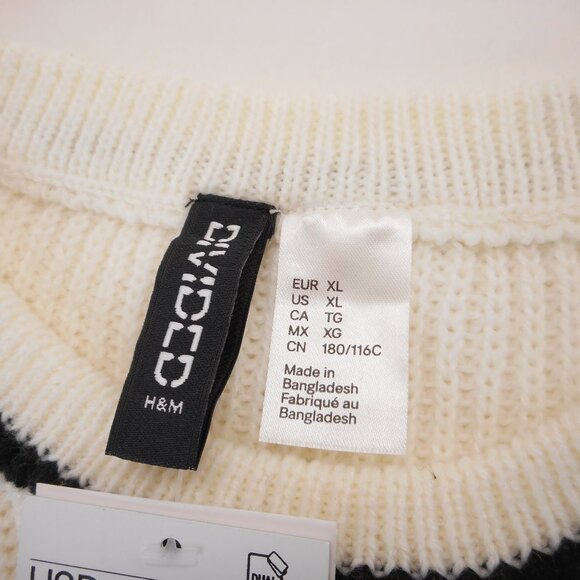 DIVIDED
H&M
EUR XL
US XL
CA TG
MX XG
CN 180/116C
Made in
Bangladesh
Fabriqué au
Bangladesh